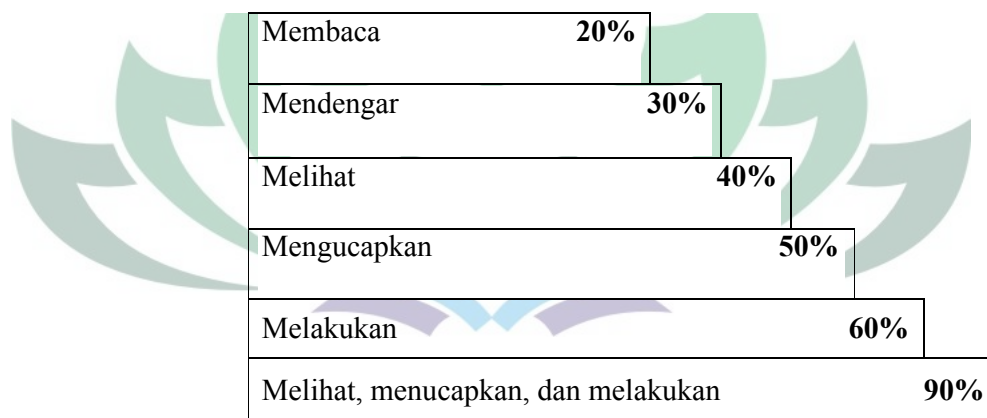 Membaca 20%
Mendengar 30%
Melihat 40%
Mengucapkan 50%
Melakukan 60%
Melihat, menucapkan, dan melakukan 90%